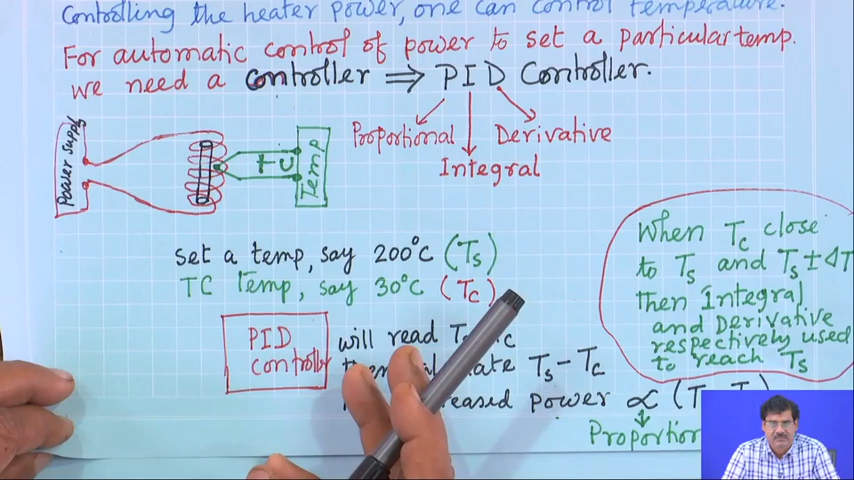 Controlling the heater power, one can control temperature.
For automatic control of power to set a particular temp.
we need a controller ⇒ PID Controller.
Proportional
Derivative
Integral
Power supply
TC
Temp
set a temp, say 200°C (Ts)
TC Temp, say 30°C (Tc)
PID
controller
will read
Ts - Tc
power ∝ (T
When Tc close
to Ts and Ts ± ΔT
then Integral
and Derivative
respectively used
to reach Ts